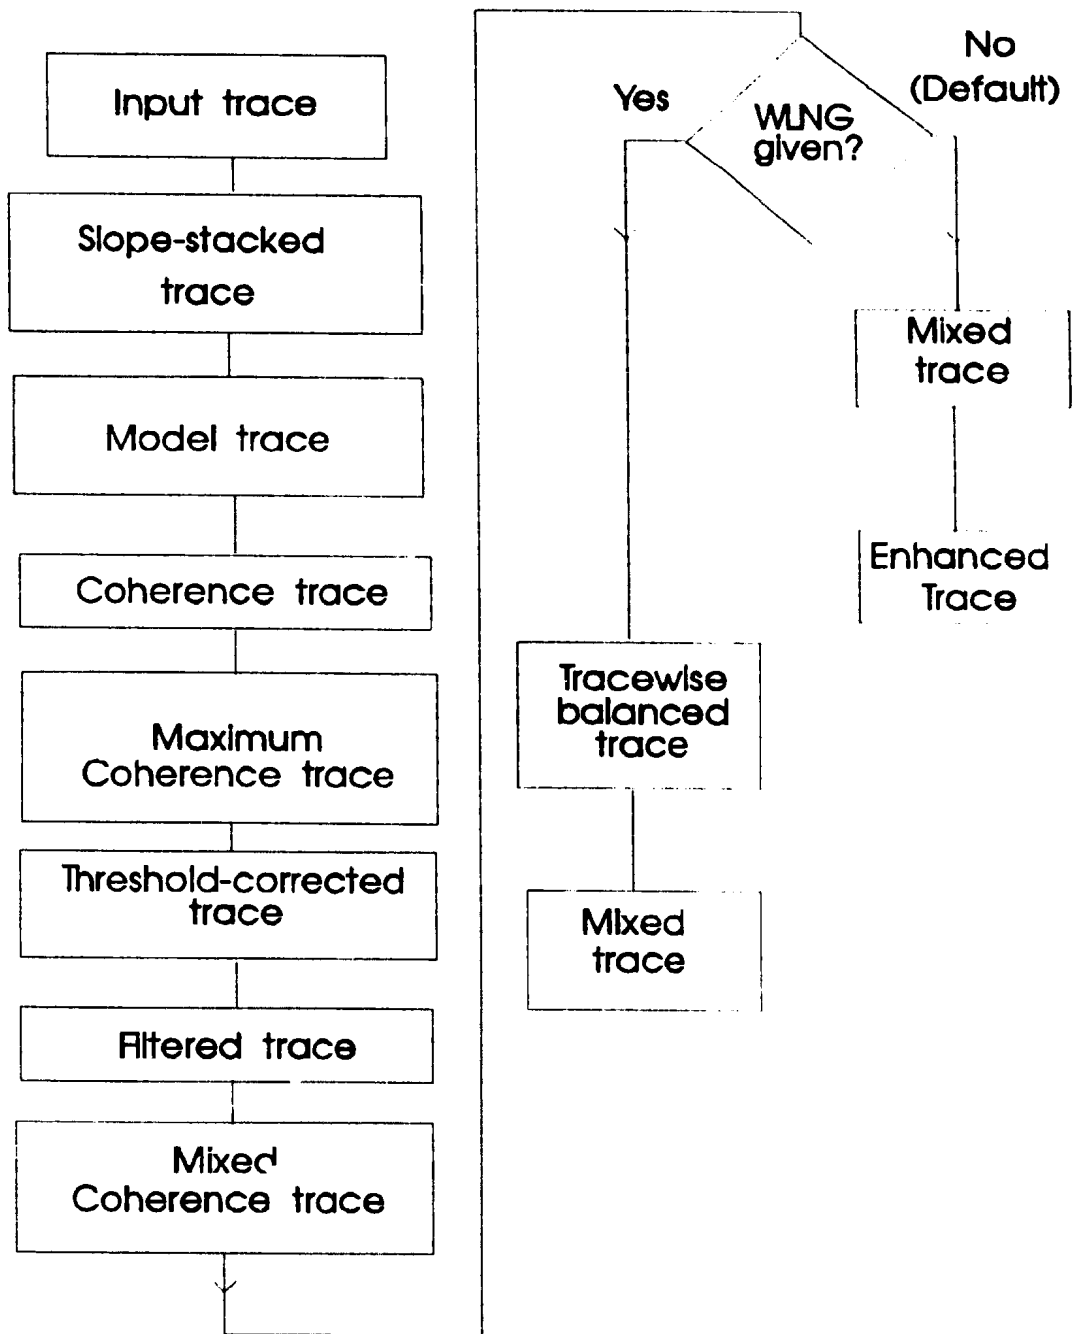 Input trace
Slope-stacked
trace
Model trace
Coherence trace
Maximum
Coherence trace
Threshold-corrected
trace
Filtered trace
Mixed
Coherence trace
WLNG
given?
Yes
No
(Default)
Tracewise
balanced
trace
Mixed
trace
Mixed
trace
Enhanced
Trace